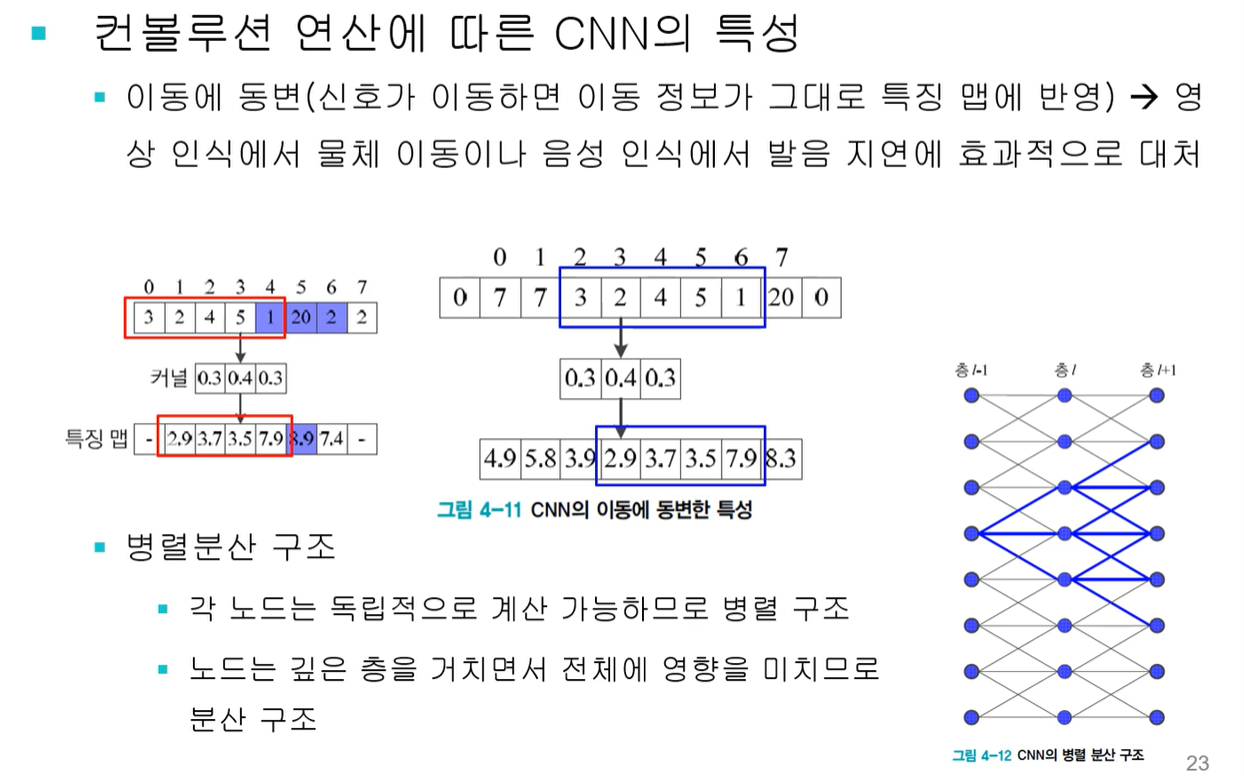 컨볼루션 연산에 따른 CNN의 특성
이동에 동변(신호가 이동하면 이동 정보가 그대로 특징 맵에 반영) → 영
상 인식에서 물체 이동이나 음성 인식에서 발음 지연에 효과적으로 대처
0 1 2 3 4 5 6 7
3 2 4 5 1 20 2 2
커널 0.3 0.4 0.3
특징 맵 - 2.9 3.7 3.5 7.9 8.9 7.4 -
0 1 2 3 4 5 6 7
0 7 7 3 2 4 5 1 20 0
0.3 0.4 0.3
4.9 5.8 3.9 2.9 3.7 3.5 7.9 8.3
그림 4-11 CNN의 이동에 동변한 특성
층 l-1 층 l 층 l+1
병렬분산 구조
각 노드는 독립적으로 계산 가능하므로 병렬 구조
노드는 깊은 층을 거치면서 전체에 영향을 미치므로
분산 구조
그림 4-12 CNN의 병렬 분산 구조
23